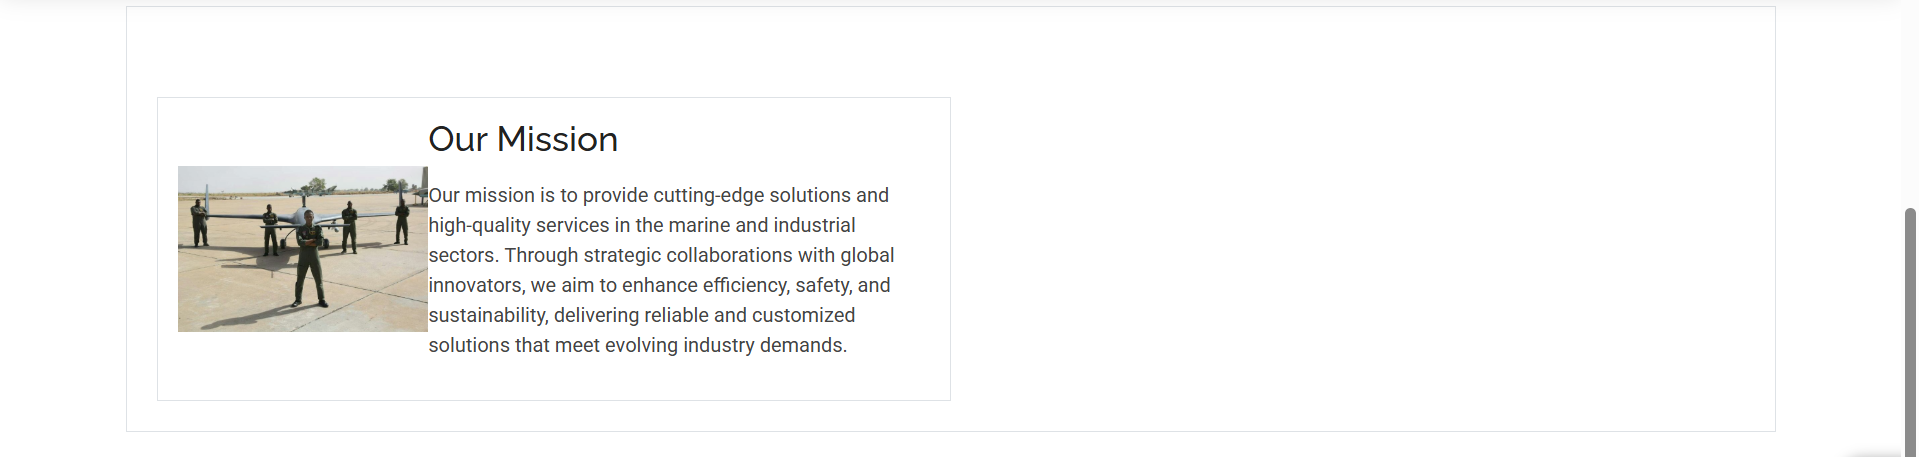 Our Mission
Our mission is to provide cutting-edge solutions and
high-quality services in the marine and industrial
sectors. Through strategic collaborations with global
innovators, we aim to enhance efficiency, safety, and
sustainability, delivering reliable and customized
solutions that meet evolving industry demands.